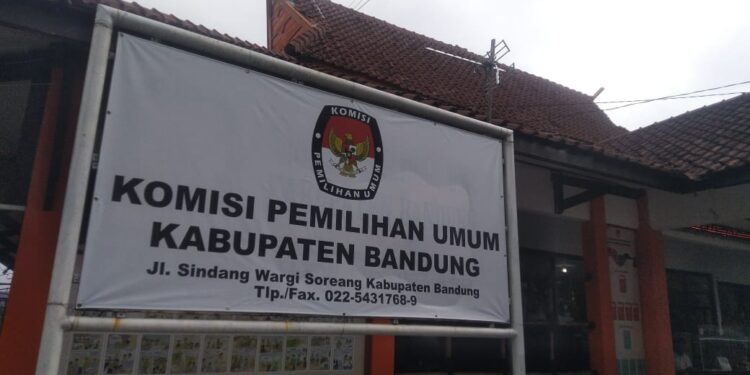 KOMISI
PEMILIHAN UMUM
KOMISI PEMILIHAN UMUM
KABUPATEN BANDUNG
Jl. Sindang Wargi Soreang Kabupaten Bandung
Tlp./Fax. 022-5431768-9